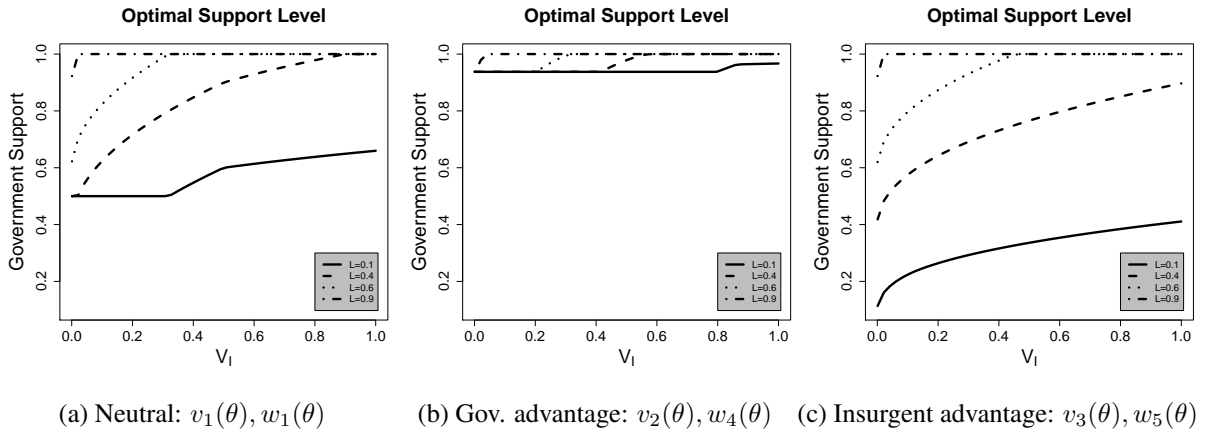 Optimal Support Level
Government Support
1.0
0.8
0.6
0.4
0.2
0.0 0.2 0.4 0.6 0.8 1.0
V_I
L=0.1
L=0.4
L=0.6
L=0.9
(a) Neutral: v₁(θ), w₁(θ)
Optimal Support Level
Government Support
1.0
0.8
0.6
0.4
0.2
0.0 0.2 0.4 0.6 0.8 1.0
V_I
L=0.1
L=0.4
L=0.6
L=0.9
(b) Gov. advantage: v₂(θ), w₄(θ)
Optimal Support Level
Government Support
1.0
0.8
0.6
0.4
0.2
0.0 0.2 0.4 0.6 0.8 1.0
V_I
L=0.1
L=0.4
L=0.6
L=0.9
(c) Insurgent advantage: v₃(θ), w₅(θ)